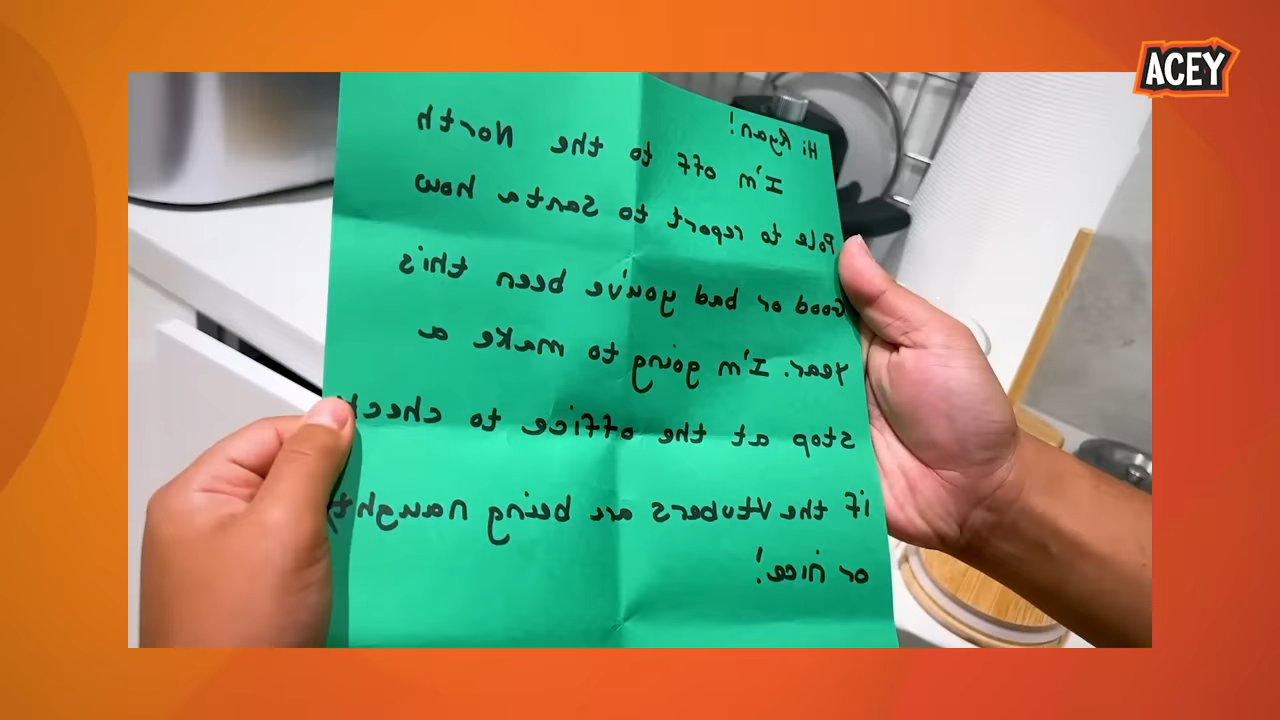 ACEY
Hi Ryan!
I'm off to the North
Pole to report to Santa how
Good or bad you've been this
Year. I'm going to make a
stop at the office to check
if the Vtubers are being naughty
or nice!